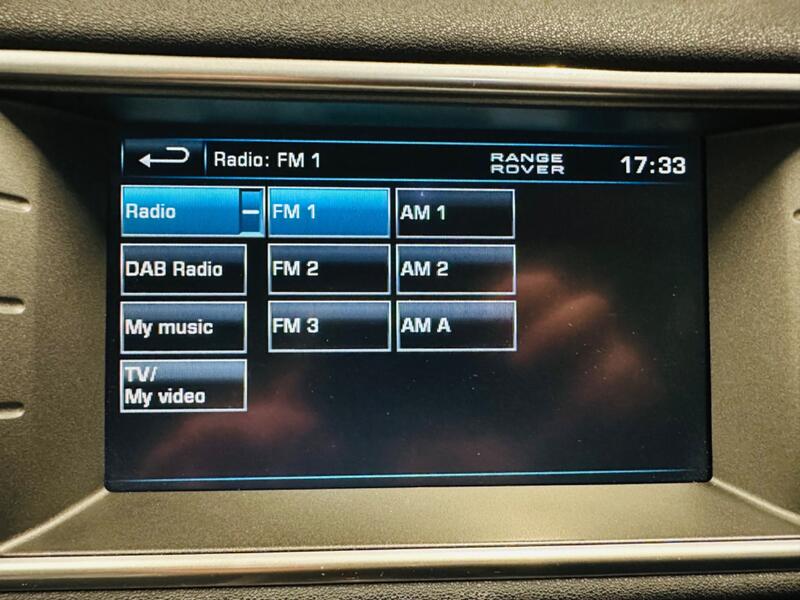 Radio: FM 1
RANGE
ROVER
17:33
Radio
FM 1
AM 1
DAB Radio
FM 2
AM 2
My music
FM 3
AM A
TV/
My video